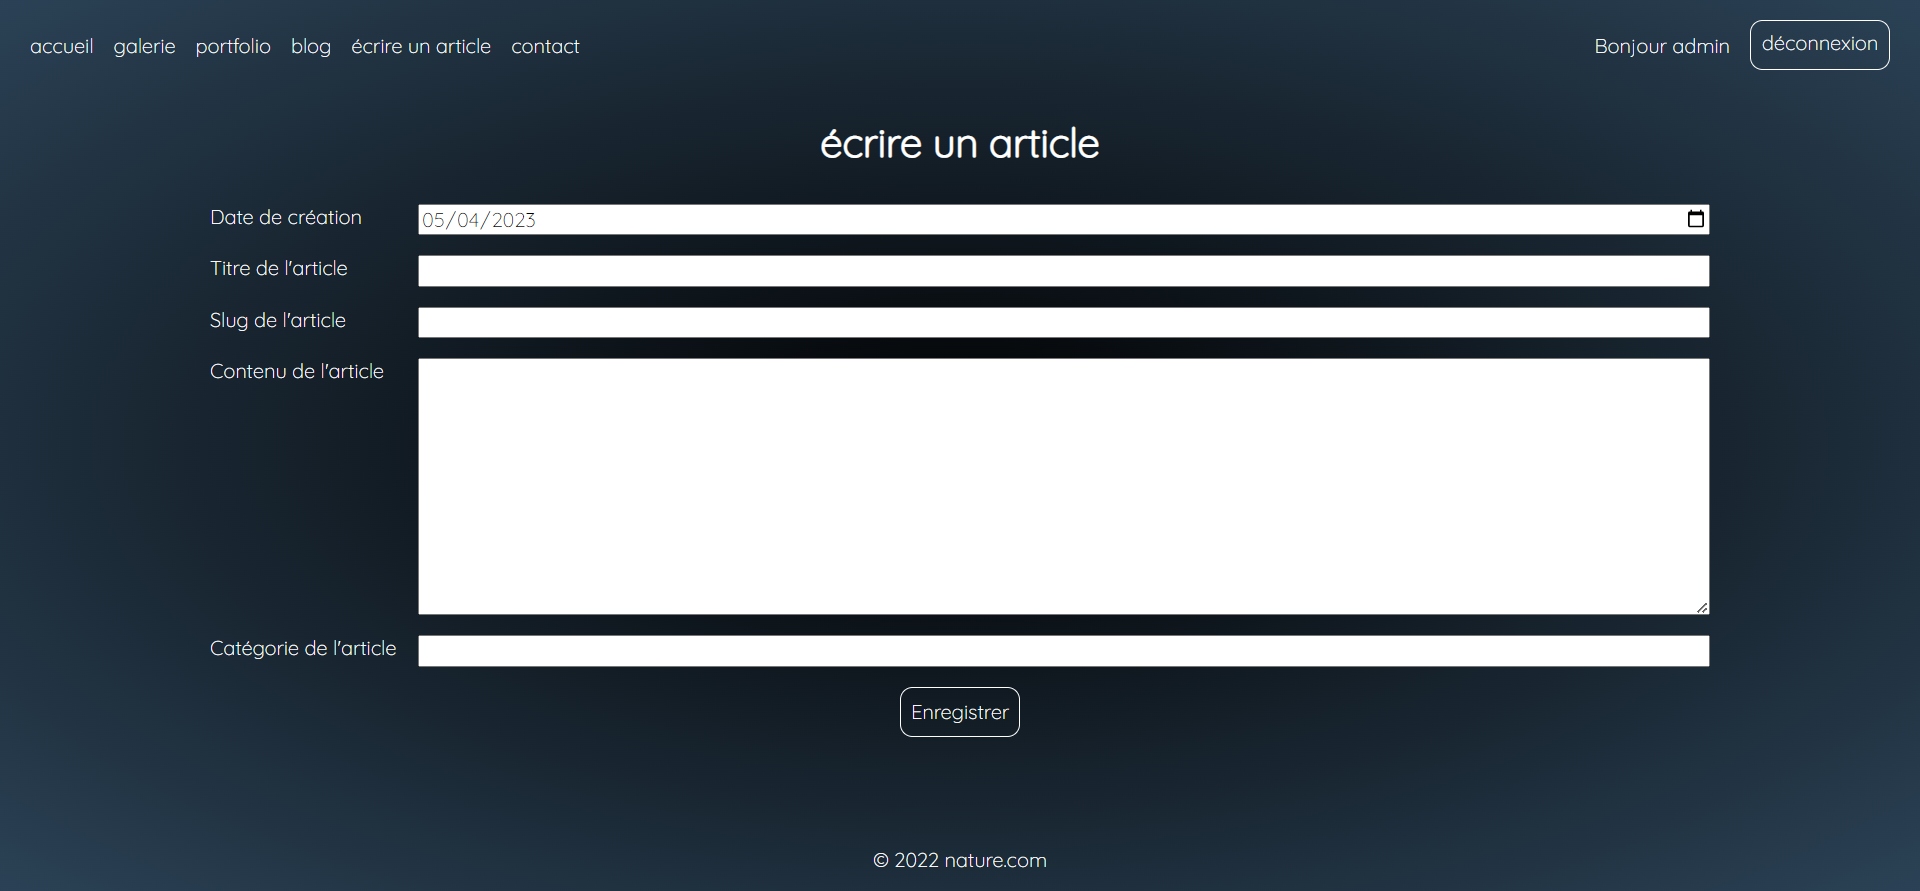 accueil galerie portfolio blog écrire un article contact Bonjour admin déconnexion
écrire un article
Date de création 05/04/2023
Titre de l'article
Slug de l'article
Contenu de l'article
Catégorie de l'article
Enregistrer
© 2022 nature.com